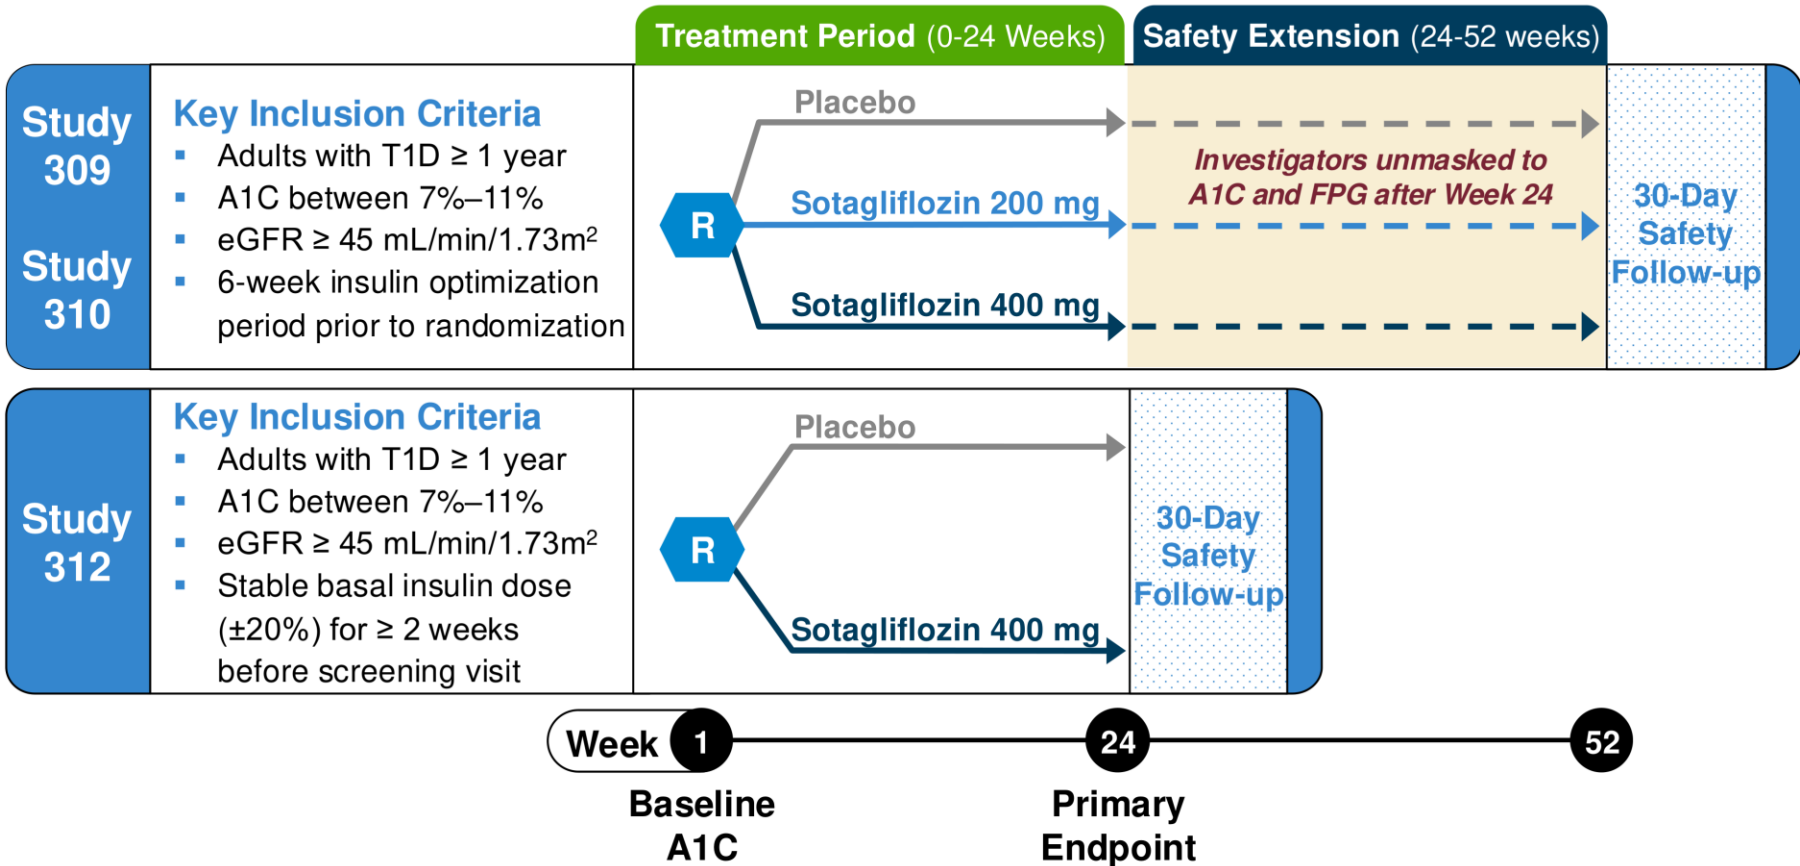 Treatment Period (0-24 Weeks)
Safety Extension (24-52 weeks)
Study
309
Study
310
Key Inclusion Criteria
▪ Adults with T1D ≥ 1 year
▪ A1C between 7%–11%
▪ eGFR ≥ 45 mL/min/1.73m²
▪ 6-week insulin optimization
period prior to randomization
R
Placebo
Sotagliflozin 200 mg
Sotagliflozin 400 mg
Investigators unmasked to
A1C and FPG after Week 24
30-Day
Safety
Follow-up
Study
312
Key Inclusion Criteria
▪ Adults with T1D ≥ 1 year
▪ A1C between 7%–11%
▪ eGFR ≥ 45 mL/min/1.73m²
▪ Stable basal insulin dose
(±20%) for ≥ 2 weeks
before screening visit
R
Placebo
Sotagliflozin 400 mg
30-Day
Safety
Follow-up
Week 1
24
52
Baseline
A1C
Primary
Endpoint